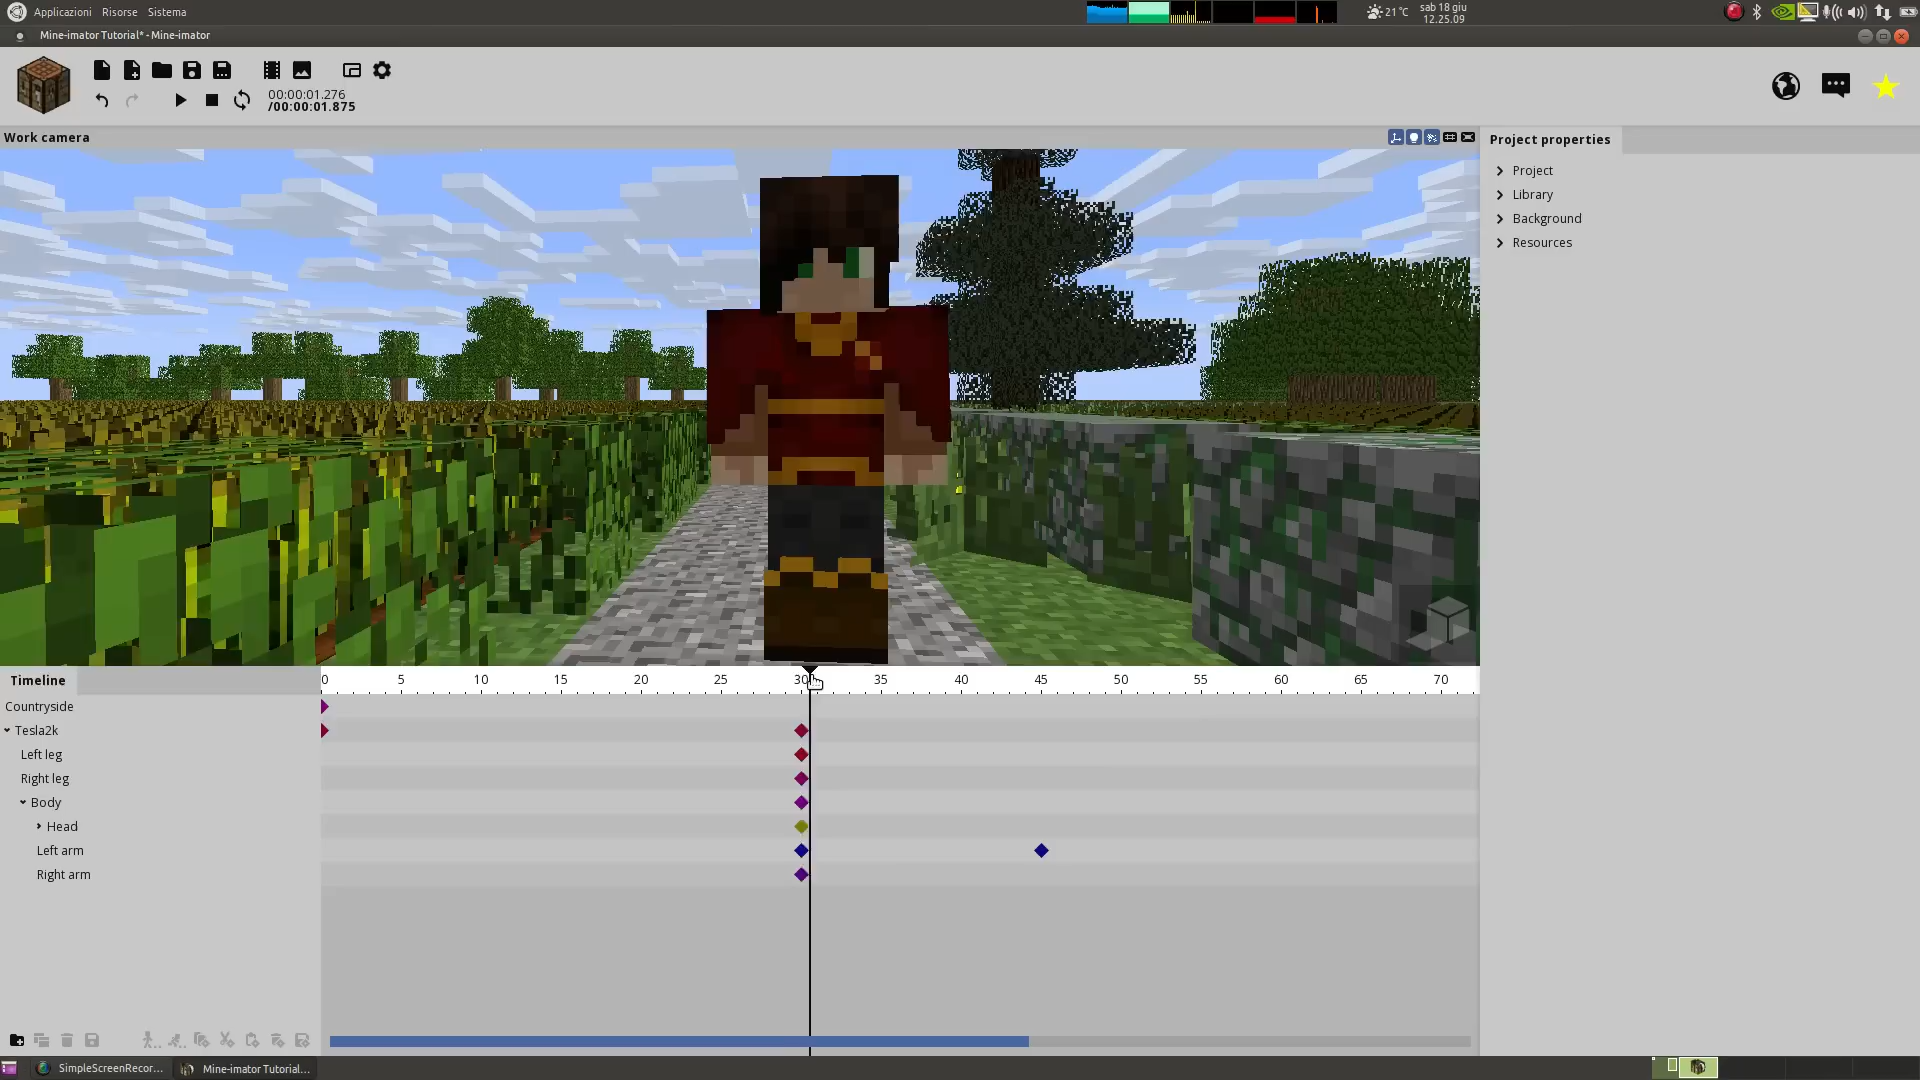 Applicazioni Risorse Sistema
21 °C
sab 18 giu
12.25.09
Mine-imator Tutorial* - Mine-imator
00:00:01.276
/00:00:01.875
Work camera
Project properties
Project
Library
Background
Resources
Timeline
0 5 10 15 20 25 30 35 40 45 50 55 60 65 70
Countryside
Tesla2k
Left leg
Right leg
Body
Head
Left arm
Right arm
SimpleScreenRecor...
Mine-imator Tutorial...